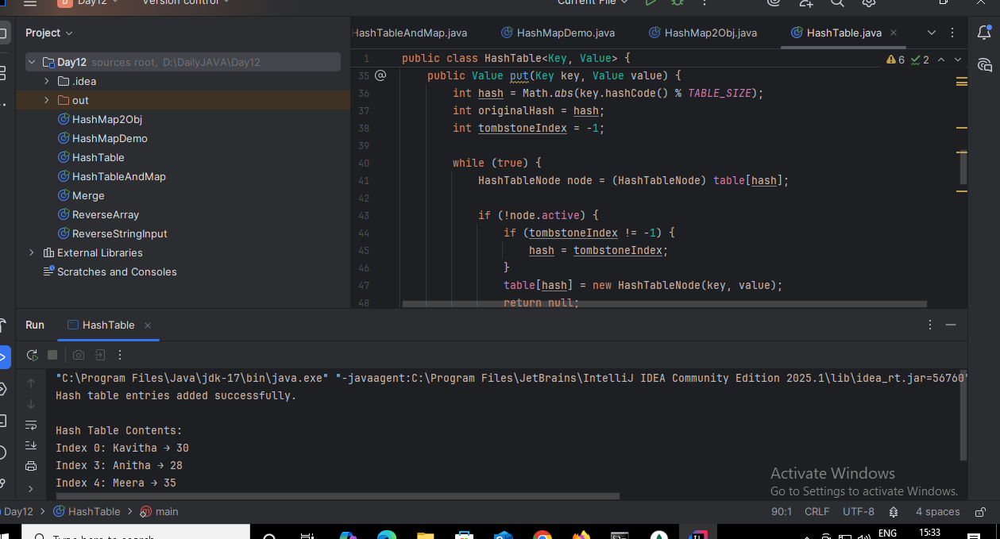 D Day12 Version control Current File
Project
HashTableAndMap.java HashMapDemo.java HashMap2Obj.java HashTable.java
Day12 sources root, D:\DailyJAVA\Day12
.idea
out
HashMap2Obj
HashMapDemo
HashTable
HashTableAndMap
Merge
ReverseArray
ReverseStringInput
External Libraries
Scratches and Consoles
6 2
1 public class HashTable<Key, Value> {
35 @ public Value put(Key key, Value value) {
36 int hash = Math.abs(key.hashCode() % TABLE_SIZE);
37 int originalHash = hash;
38 int tombstoneIndex = -1;
39
40 while (true) {
41 HashTableNode node = (HashTableNode) table[hash];
42
43 if (!node.active) {
44 if (tombstoneIndex != -1) {
45 hash = tombstoneIndex;
46 }
47 table[hash] = new HashTableNode(key, value);
48 return null;
Run HashTable
"C:\Program Files\Java\jdk-17\bin\java.exe" "-javaagent:C:\Program Files\JetBrains\IntelliJ IDEA Community Edition 2025.1\lib\idea_rt.jar=56760
Hash table entries added successfully.
Hash Table Contents:
Index 0: Kavitha → 30
Index 3: Anitha → 28
Index 4: Meera → 35
Activate Windows
Go to Settings to activate Windows.
Day12 HashTable main 90:1 CRLF UTF-8 4 spaces
Type here to search ENG 15:33